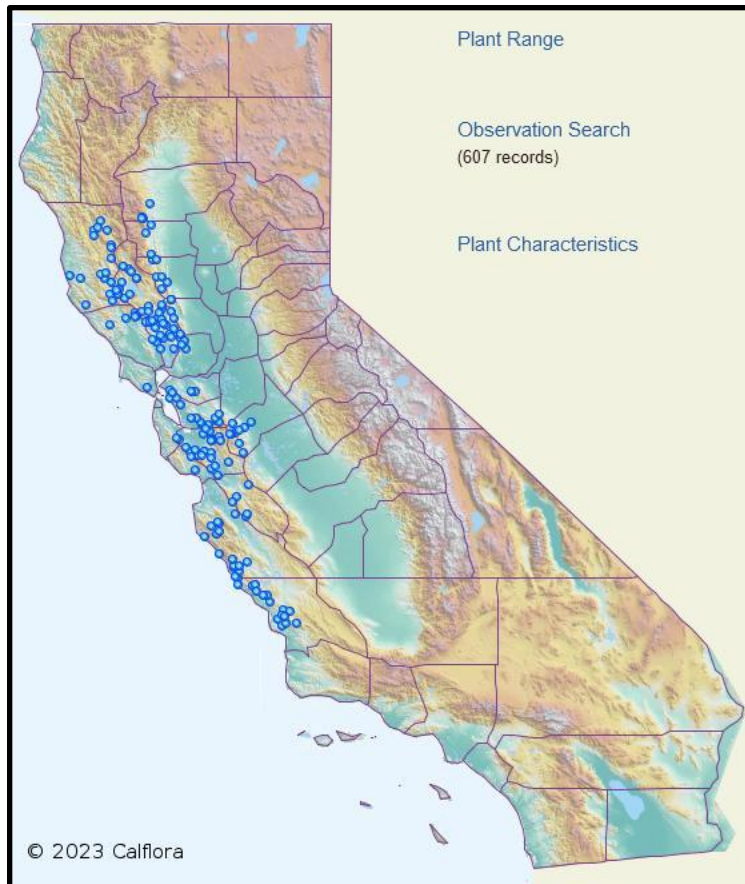 Plant Range
Observation Search
(607 records)
Plant Characteristics
© 2023 Calflora